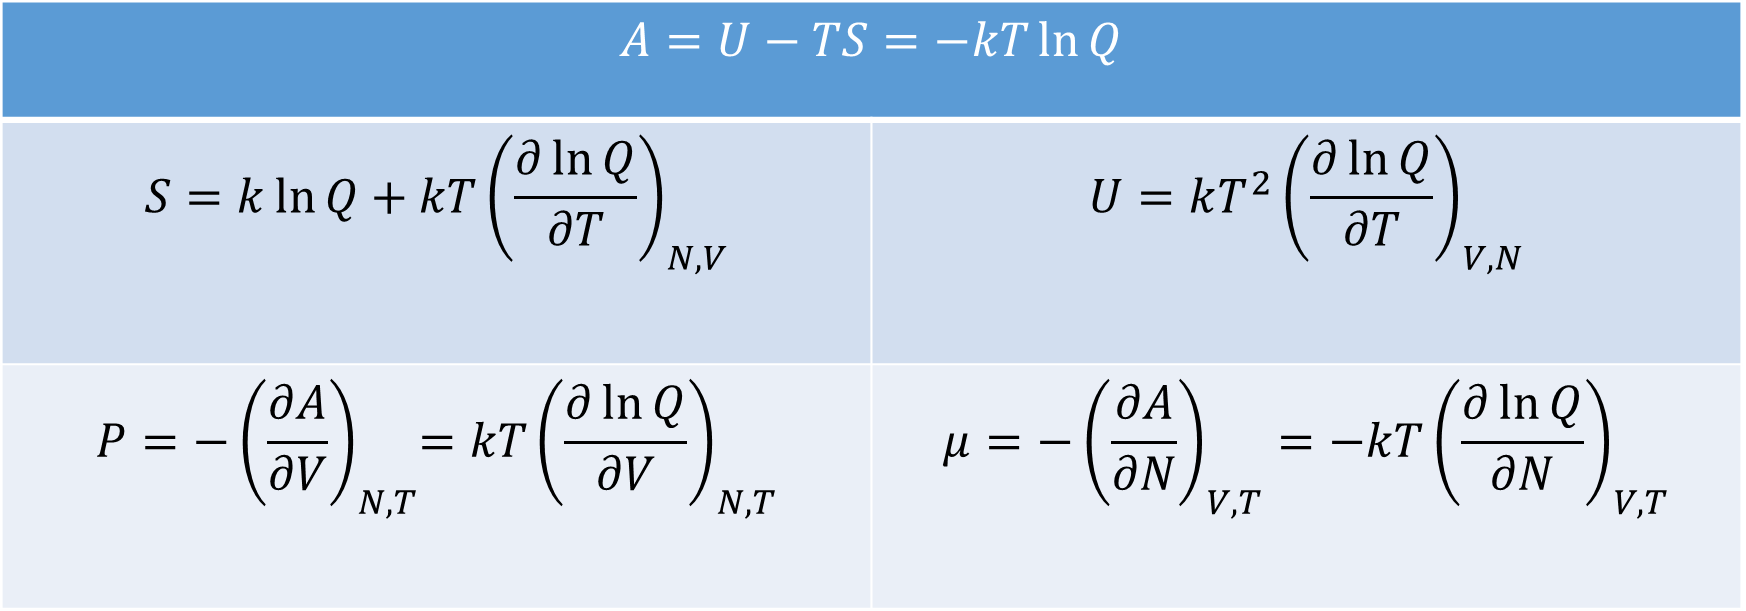 A = U − TS = −kT ln Q
S = k ln Q + kT (∂ ln Q / ∂T)_{N,V}
U = kT² (∂ ln Q / ∂T)_{V,N}
P = −(∂A / ∂V)_{N,T} = kT (∂ ln Q / ∂V)_{N,T}
μ = −(∂A / ∂N)_{V,T} = −kT (∂ ln Q / ∂N)_{V,T}